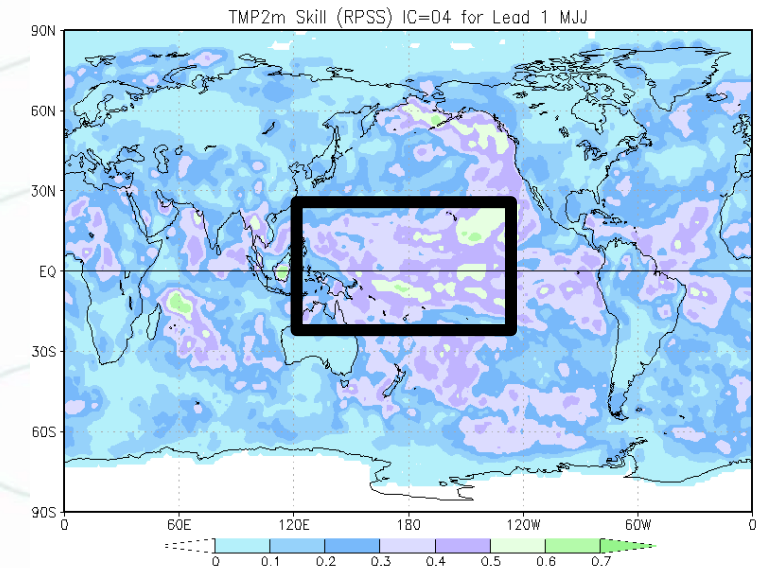 TMP2m Skill (RPSS) IC=04 for Lead 1 MJJ
90N
60N
30N
EQ
30S
60S
90S
0 60E 120E 180 120W 60W 0
0 0.1 0.2 0.3 0.4 0.5 0.6 0.7